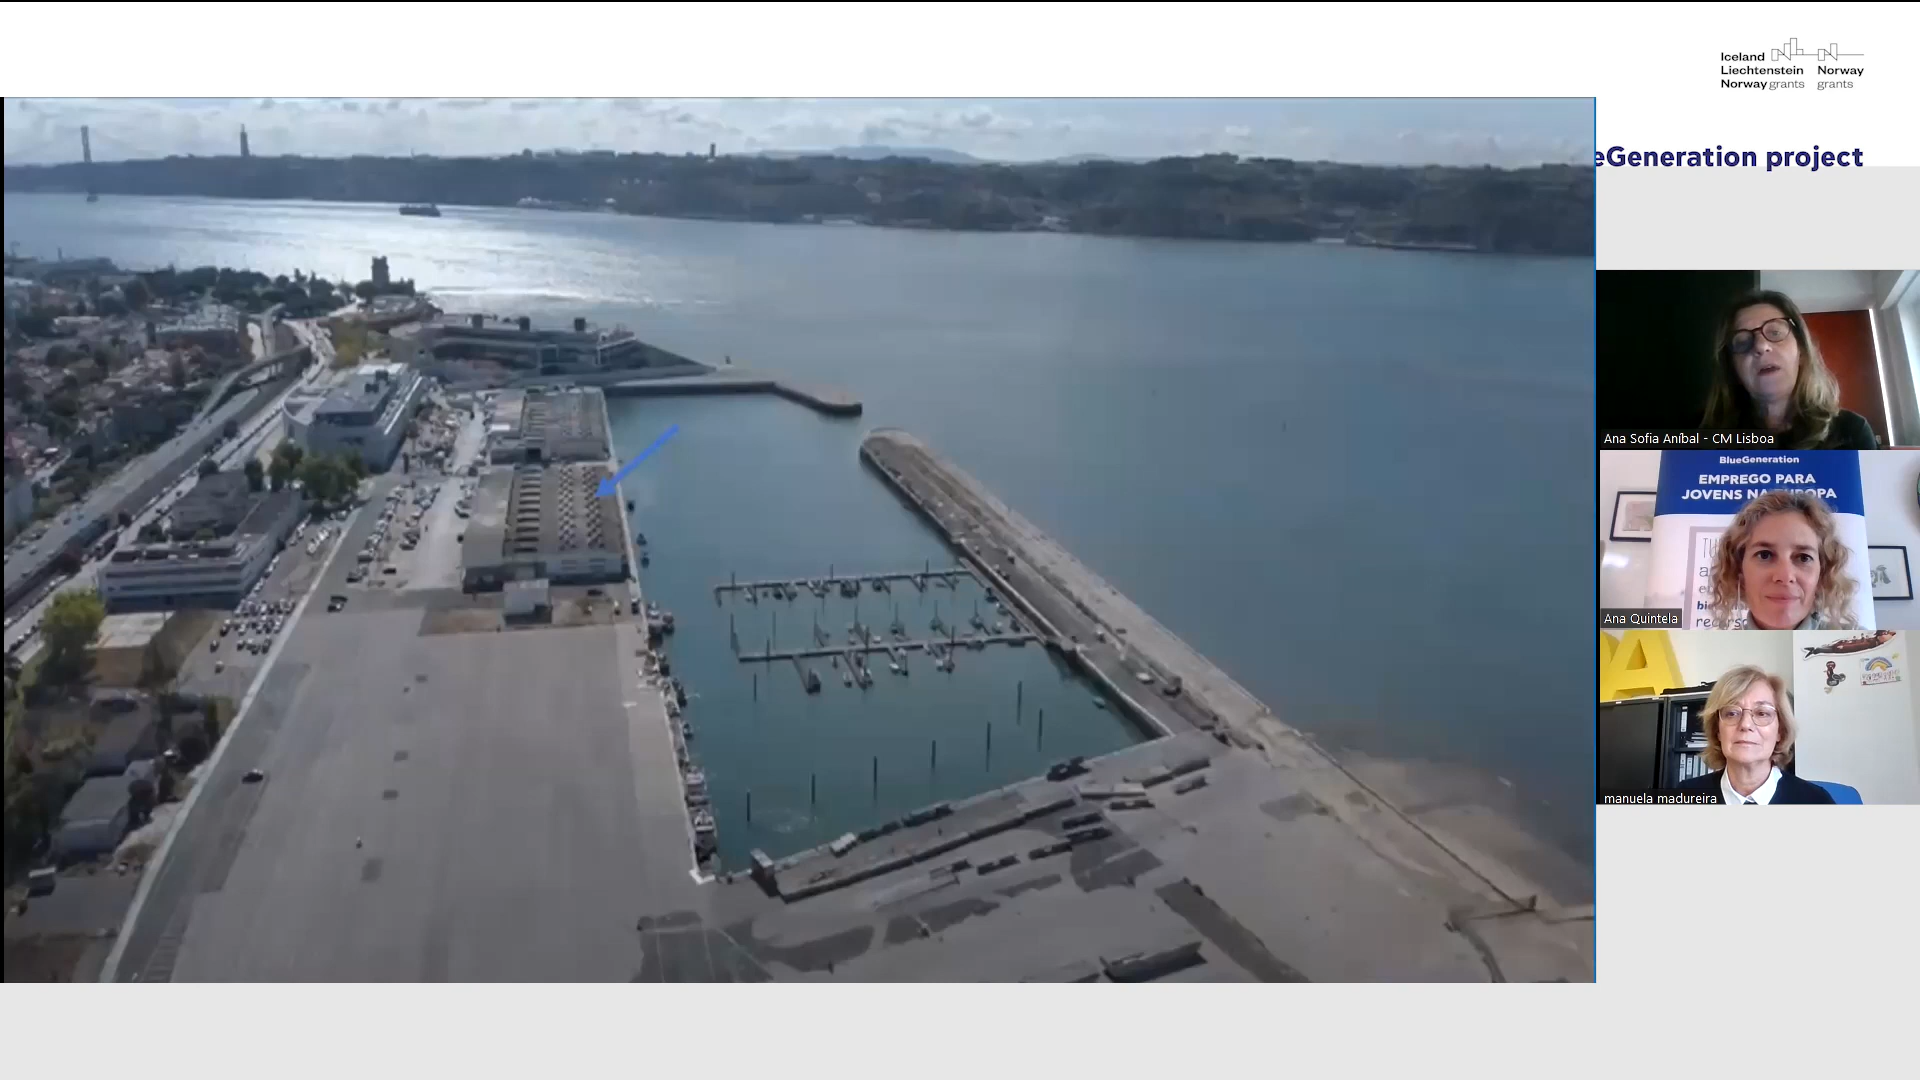 Iceland
Liechtenstein Norway
Norway grants grants
eGeneration project
Ana Sofia Aníbal - CM Lisboa
BlueGeneration
EMPREGO PARA
JOVENS NA EUROPA
Ana Quintela
manuela madureira